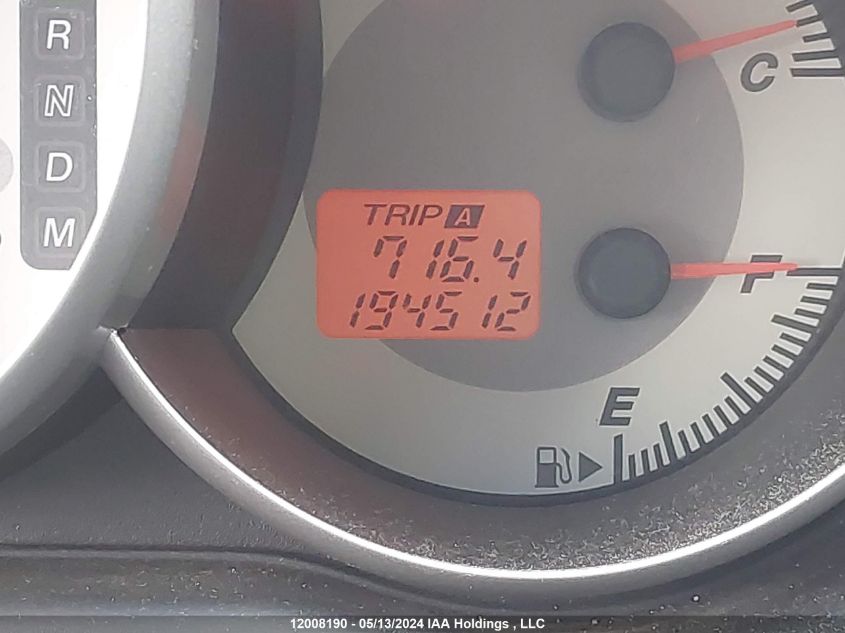 R
N
D
M
C
TRIP A
716.4
194512
F
E
12008190 - 05/13/2024 IAA Holdings , LLC